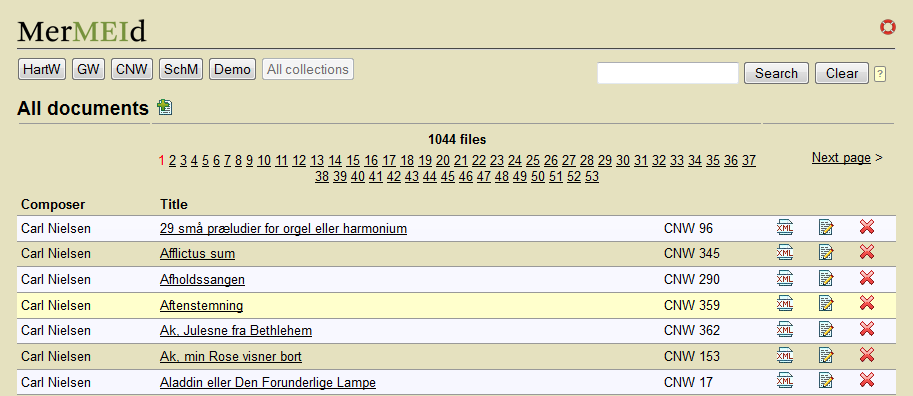 MerMEId
HartW GW CNW SchM Demo All collections Search Clear ?
All documents
1044 files
1 2 3 4 5 6 7 8 9 10 11 12 13 14 15 16 17 18 19 20 21 22 23 24 25 26 27 28 29 30 31 32 33 34 35 36 37 Next page >
38 39 40 41 42 43 44 45 46 47 48 49 50 51 52 53
Composer Title
Carl Nielsen 29 små præludier for orgel eller harmonium CNW 96 XML
Carl Nielsen Afflictus sum CNW 345 XML
Carl Nielsen Afholdssangen CNW 290 XML
Carl Nielsen Aftenstemning CNW 359 XML
Carl Nielsen Ak, Julesne fra Bethlehem CNW 362 XML
Carl Nielsen Ak, min Rose visner bort CNW 153 XML
Carl Nielsen Aladdin eller Den Forunderlige Lampe CNW 17 XML